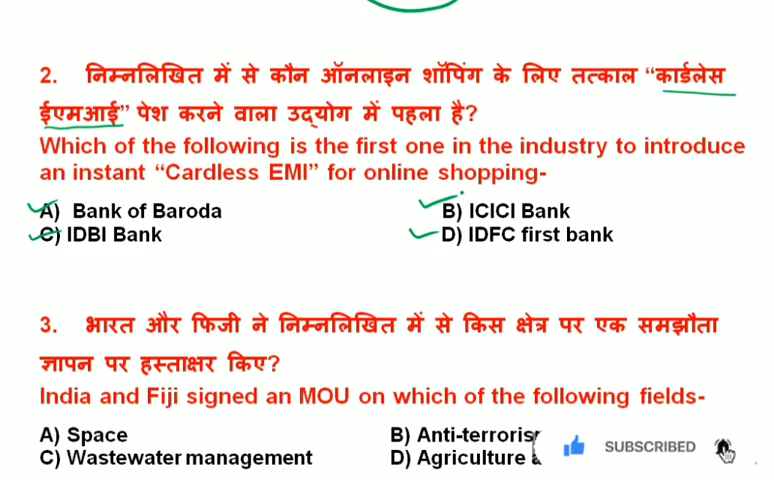 2. निम्नलिखित में से कौन ऑनलाइन शॉपिंग के लिए तत्काल “कार्डलेस
ईएमआई” पेश करने वाला उद्योग में पहला है?
Which of the following is the first one in the industry to introduce
an instant “Cardless EMI” for online shopping-
A) Bank of Baroda B) ICICI Bank
C) IDBI Bank D) IDFC first bank
3. भारत और फिजी ने निम्नलिखित में से किस क्षेत्र पर एक समझौता
ज्ञापन पर हस्ताक्षर किए?
India and Fiji signed an MOU on which of the following fields-
A) Space B)
C) Wastewater management D) Agriculture
SUBSCRIBED